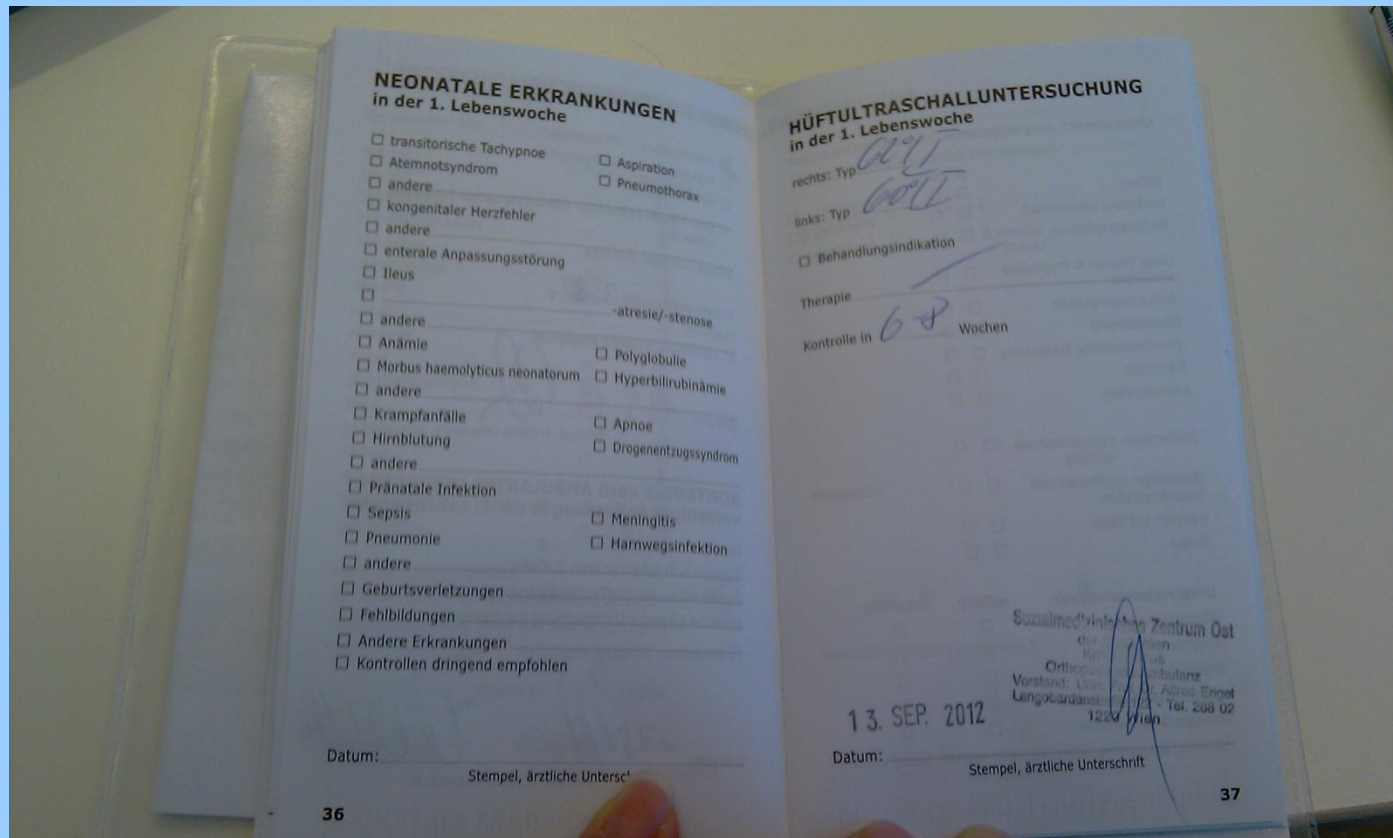 NEONATALE ERKRANKUNGEN
in der 1. Lebenswoche
☐ transitorische Tachypnoe ☐ Aspiration
☐ Atemnotsyndrom ☐ Pneumothorax
☐ andere
☐ kongenitaler Herzfehler
☐ andere
☐ enterale Anpassungsstörung
☐ Ileus
☐ -atresie/-stenose
☐ andere
☐ Anämie ☐ Polyglobulie
☐ Morbus haemolyticus neonatorum ☐ Hyperbilirubinämie
☐ andere
☐ Krampfanfälle ☐ Apnoe
☐ Hirnblutung ☐ Drogenentzugssyndrom
☐ andere
☐ Pränatale Infektion
☐ Sepsis ☐ Meningitis
☐ Pneumonie ☐ Harnwegsinfektion
☐ andere
☐ Geburtsverletzungen
☐ Fehlbildungen
☐ Andere Erkrankungen
☐ Kontrollen dringend empfohlen
Datum:
Stempel, ärztliche
36
HÜFTULTRASCHALLUNTERSUCHUNG
in der 1. Lebenswoche
rechts: Typ
links: Typ
☐ Behandlungsindikation
Therapie
Kontrolle in 6-8 Wochen
Zentrum Ost
Vorstand: Alfred Engel
- Tel. 288 02
Wien
13. SEP. 2012
Datum:
Stempel, ärztliche Unterschrift
37